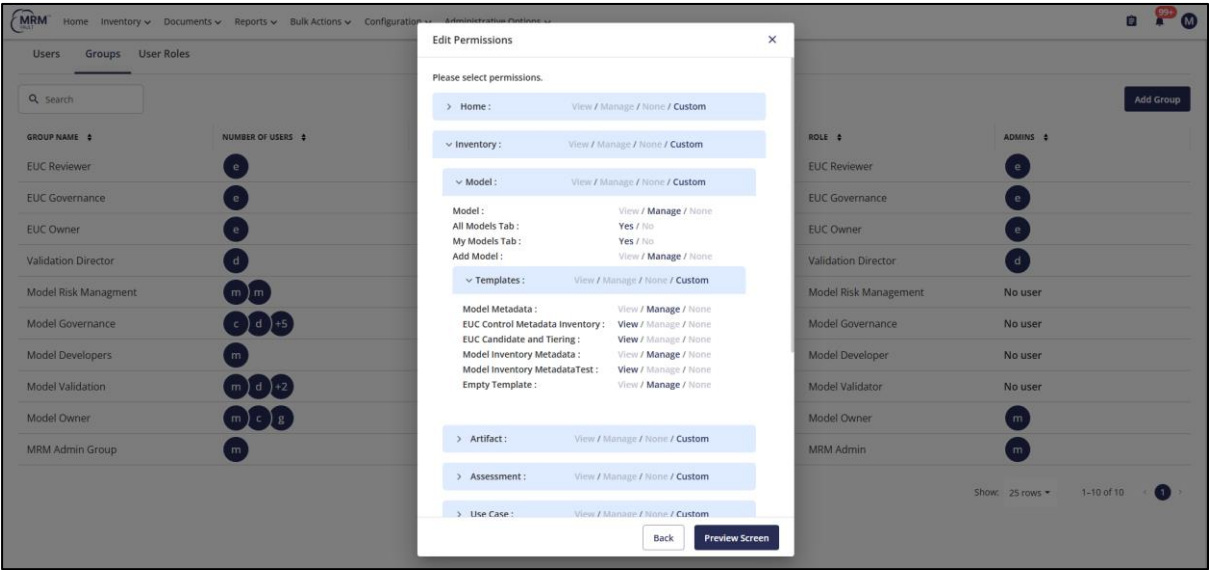 MRM Home Inventory Documents Reports Bulk Actions Configuration Administrative Options 99+ M
VAULT
Users Groups User Roles
Search
Add Group
GROUP NAME NUMBER OF USERS ROLE ADMINS
EUC Reviewer e EUC Reviewer e
EUC Governance e EUC Governance e
EUC Owner e EUC Owner e
Validation Director d Validation Director d
Model Risk Managment m m Model Risk Management No user
Model Governance c d +5 Model Governance No user
Model Developers m Model Developer No user
Model Validation m d +2 Model Validator No user
Model Owner m c g Model Owner m
MRM Admin Group m MRM Admin m
Show: 25 rows 1-10 of 10 1
Edit Permissions
Please select permissions.
Home : View / Manage / None / Custom
Inventory : View / Manage / None / Custom
Model : View / Manage / None / Custom
Model : View / Manage / None
All Models Tab : Yes / No
My Models Tab : Yes / No
Add Model : View / Manage / None
Templates : View / Manage / None / Custom
Model Metadata : View / Manage / None
EUC Control Metadata Inventory : View / Manage / None
EUC Candidate and Tiering : View / Manage / None
Model Inventory Metadata : View / Manage / None
Model Inventory MetadataTest : View / Manage / None
Empty Template : View / Manage / None
Artifact : View / Manage / None / Custom
Assessment : View / Manage / None / Custom
Use Case : View / Manage / None / Custom
Back Preview Screen